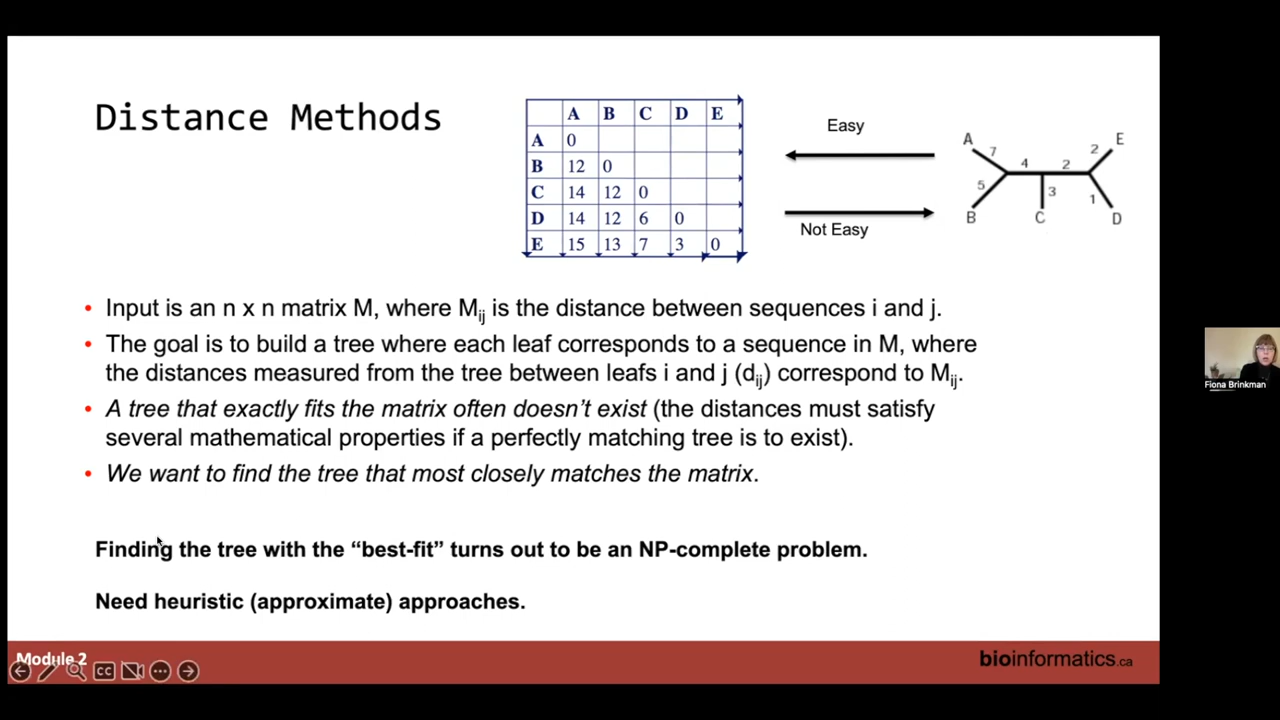 Distance Methods
A B C D E
A 0
B 12 0
C 14 12 0
D 14 12 6 0
E 15 13 7 3 0
Easy
Not Easy
A 7 4 2 2 E
5 3 1
B C D
• Input is an n x n matrix M, where Mij is the distance between sequences i and j.
• The goal is to build a tree where each leaf corresponds to a sequence in M, where
the distances measured from the tree between leafs i and j (dij) correspond to Mij.
• A tree that exactly fits the matrix often doesn’t exist (the distances must satisfy
several mathematical properties if a perfectly matching tree is to exist).
• We want to find the tree that most closely matches the matrix.
Finding the tree with the “best-fit” turns out to be an NP-complete problem.
Need heuristic (approximate) approaches.
Module 2
CC
bioinformatics.ca
Fiona Brinkman